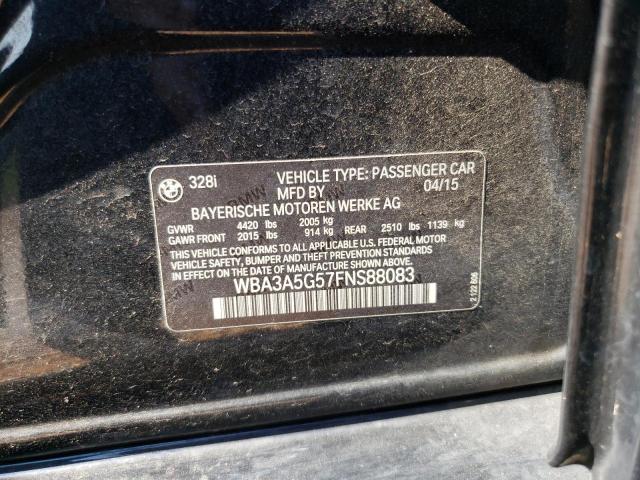 328i VEHICLE TYPE: PASSENGER CAR
MFD BY 04/15
BAYERISCHE MOTOREN WERKE AG
GVWR 4420 lbs 2005 kg
GAWR FRONT 2015 lbs 914 kg REAR 2510 lbs 1139 kg
THIS VEHICLE CONFORMS TO ALL APPLICABLE U.S. FEDERAL MOTOR
VEHICLE SAFETY, BUMPER AND THEFT PREVENTION STANDARDS
IN EFFECT ON THE DATE OF MANUFACTURE SHOWN ABOVE.
WBA3A5G57FNS88083